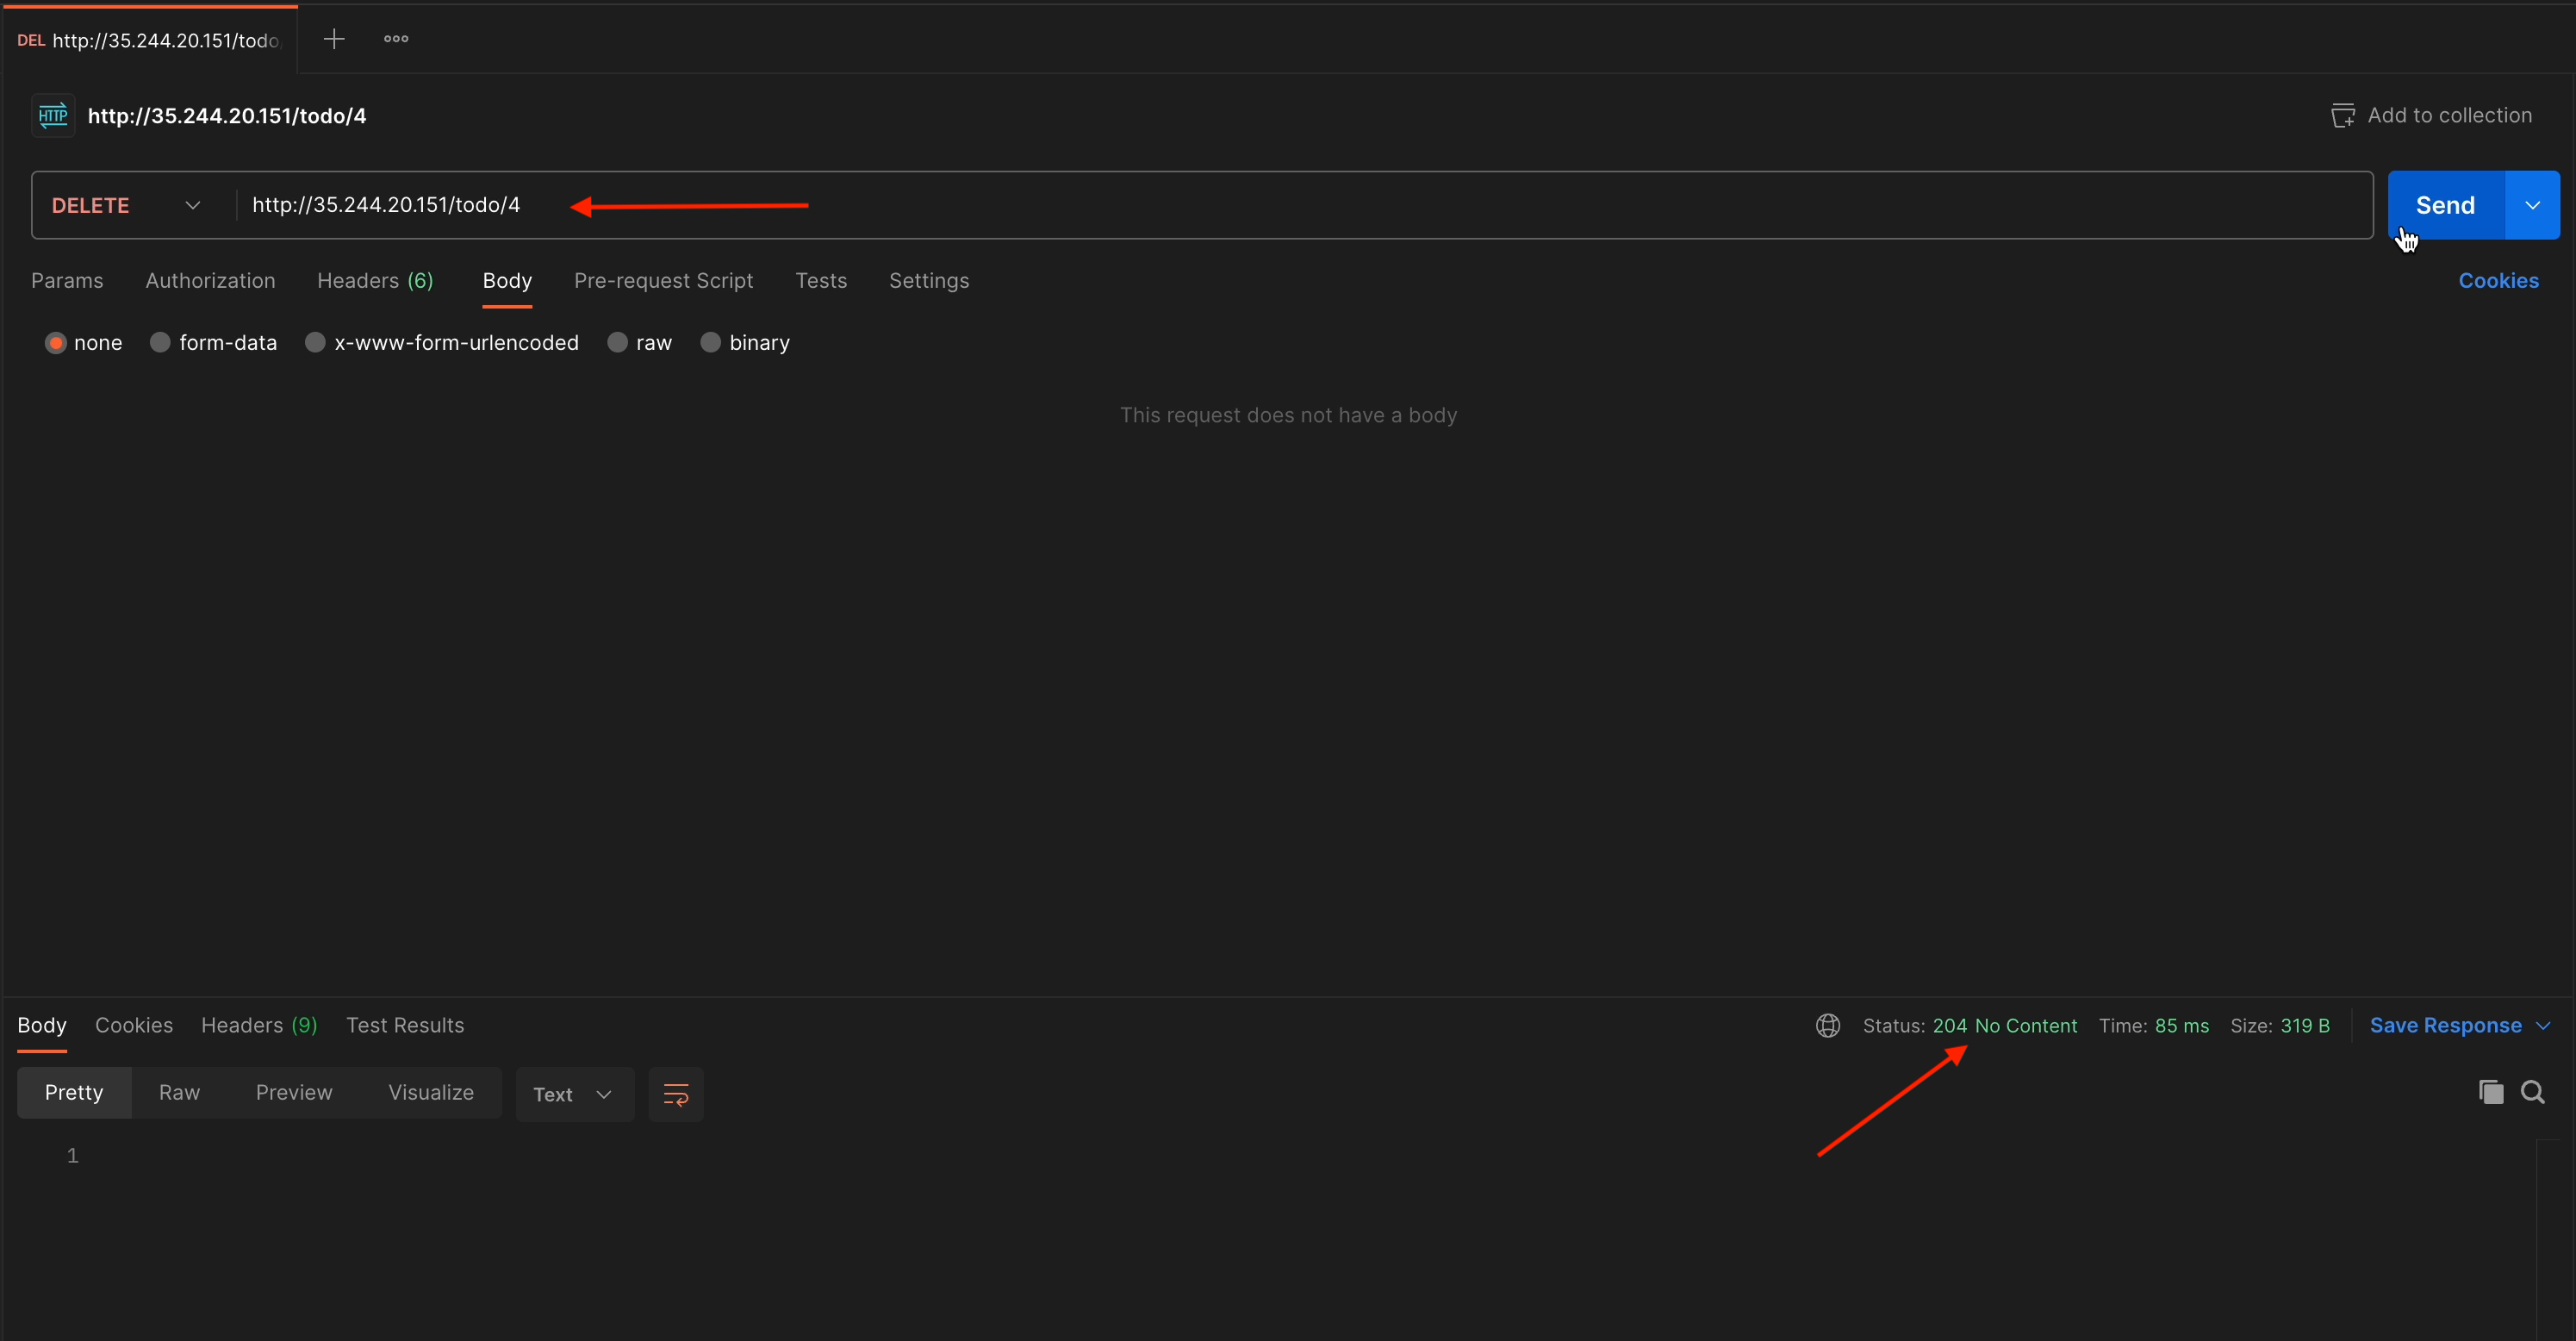 DEL http://35.244.20.151/todo
HTTP http://35.244.20.151/todo/4 Add to collection
DELETE http://35.244.20.151/todo/4 Send
Params Authorization Headers (6) Body Pre-request Script Tests Settings Cookies
none form-data x-www-form-urlencoded raw binary
This request does not have a body
Body Cookies Headers (9) Test Results Status: 204 No Content Time: 85 ms Size: 319 B Save Response
Pretty Raw Preview Visualize Text
1